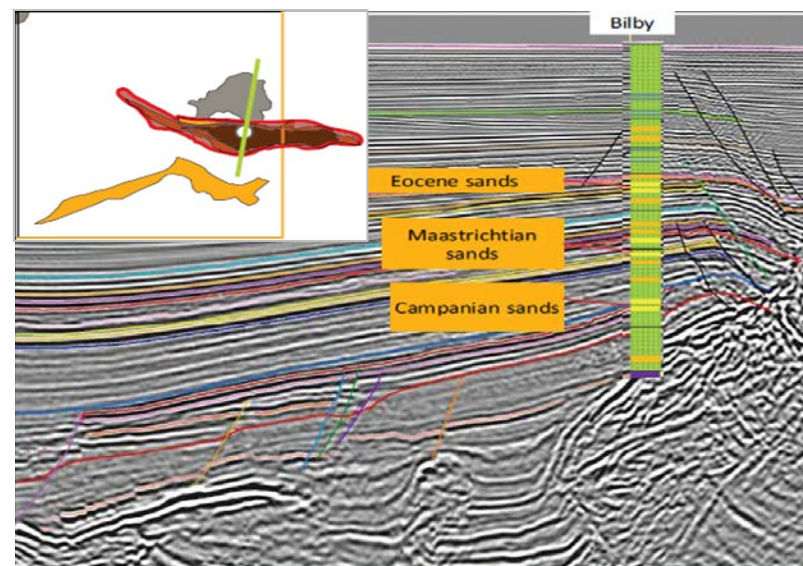 Bilby
Eocene sands
Maastrichtian
sands
Campanian sands